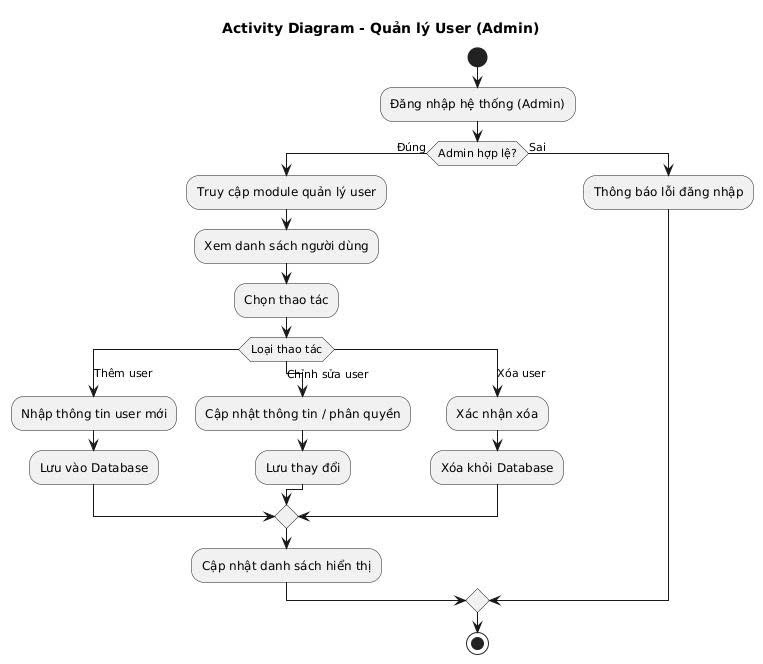 Activity Diagram - Quản lý User (Admin)
Đăng nhập hệ thống (Admin)
Đúng
Admin hợp lệ?
Sai
Truy cập module quản lý user
Thông báo lỗi đăng nhập
Xem danh sách người dùng
Chọn thao tác
Loại thao tác
Thêm user
Chỉnh sửa user
Xóa user
Nhập thông tin user mới
Cập nhật thông tin / phân quyền
Xác nhận xóa
Lưu vào Database
Lưu thay đổi
Xóa khỏi Database
Cập nhật danh sách hiển thị